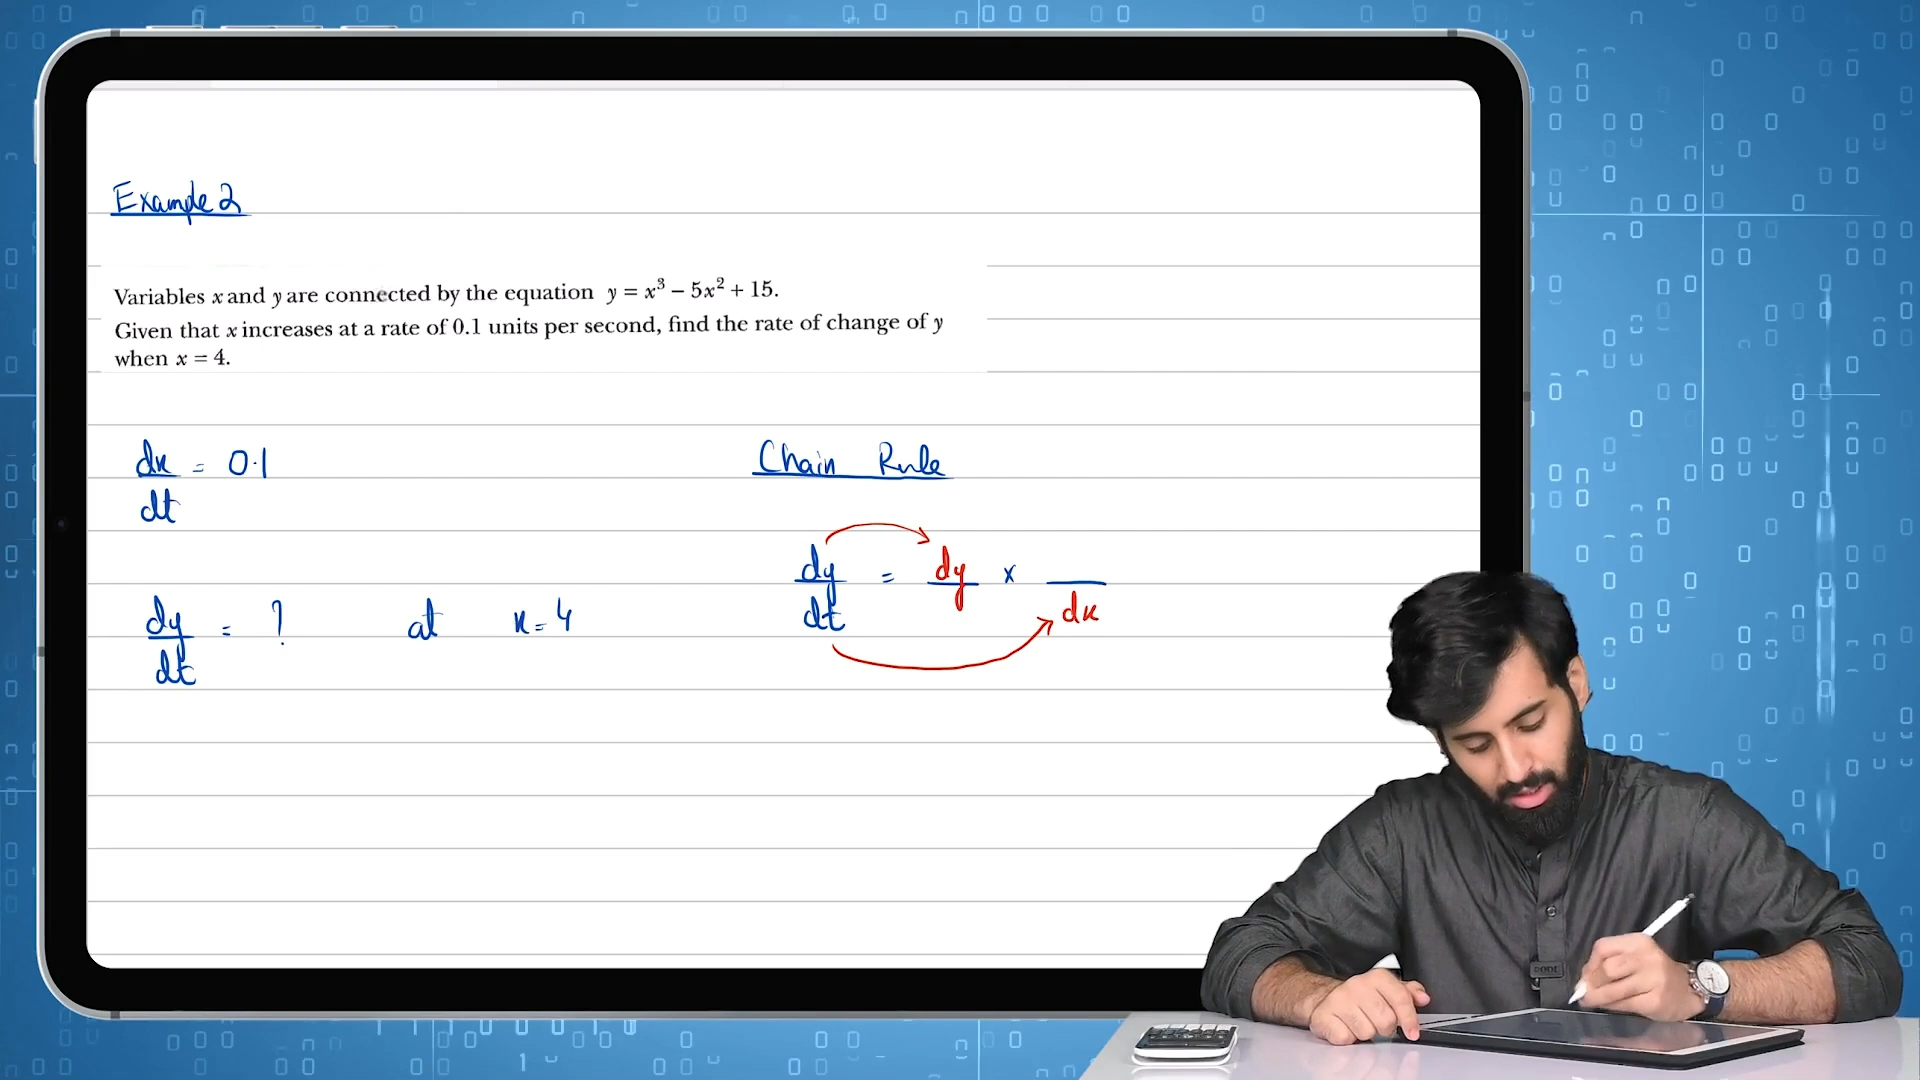 Example 2
Variables x and y are connected by the equation y = x³ − 5x² + 15.
Given that x increases at a rate of 0.1 units per second, find the rate of change of y
when x = 4.
dx/dt = 0.1
dy/dt = ? at x = 4
Chain Rule
dy/dt = dy/ × /dx
RODE